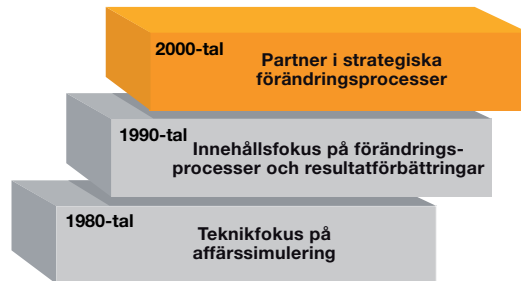 2000-tal
Partner i strategiska
förändringsprocesser
1990-tal
Innehållsfokus på förändrings-
processer och resultatförbättringar
1980-tal
Teknikfokus på
affärssimulering